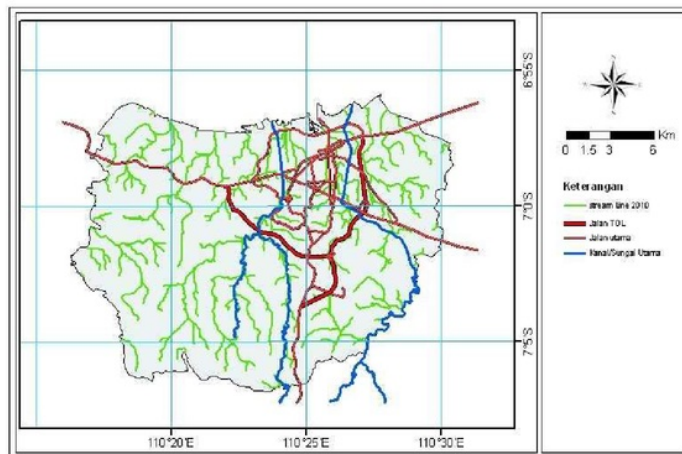 6°55'S
7°0'S
7°5'S
110°20'E
110°25'E
110°30'E
Km
0 1.5 3 6
Keterangan
stream line 2010
Jalan TOL
Jalan utama
Kanal/Sungai Utama